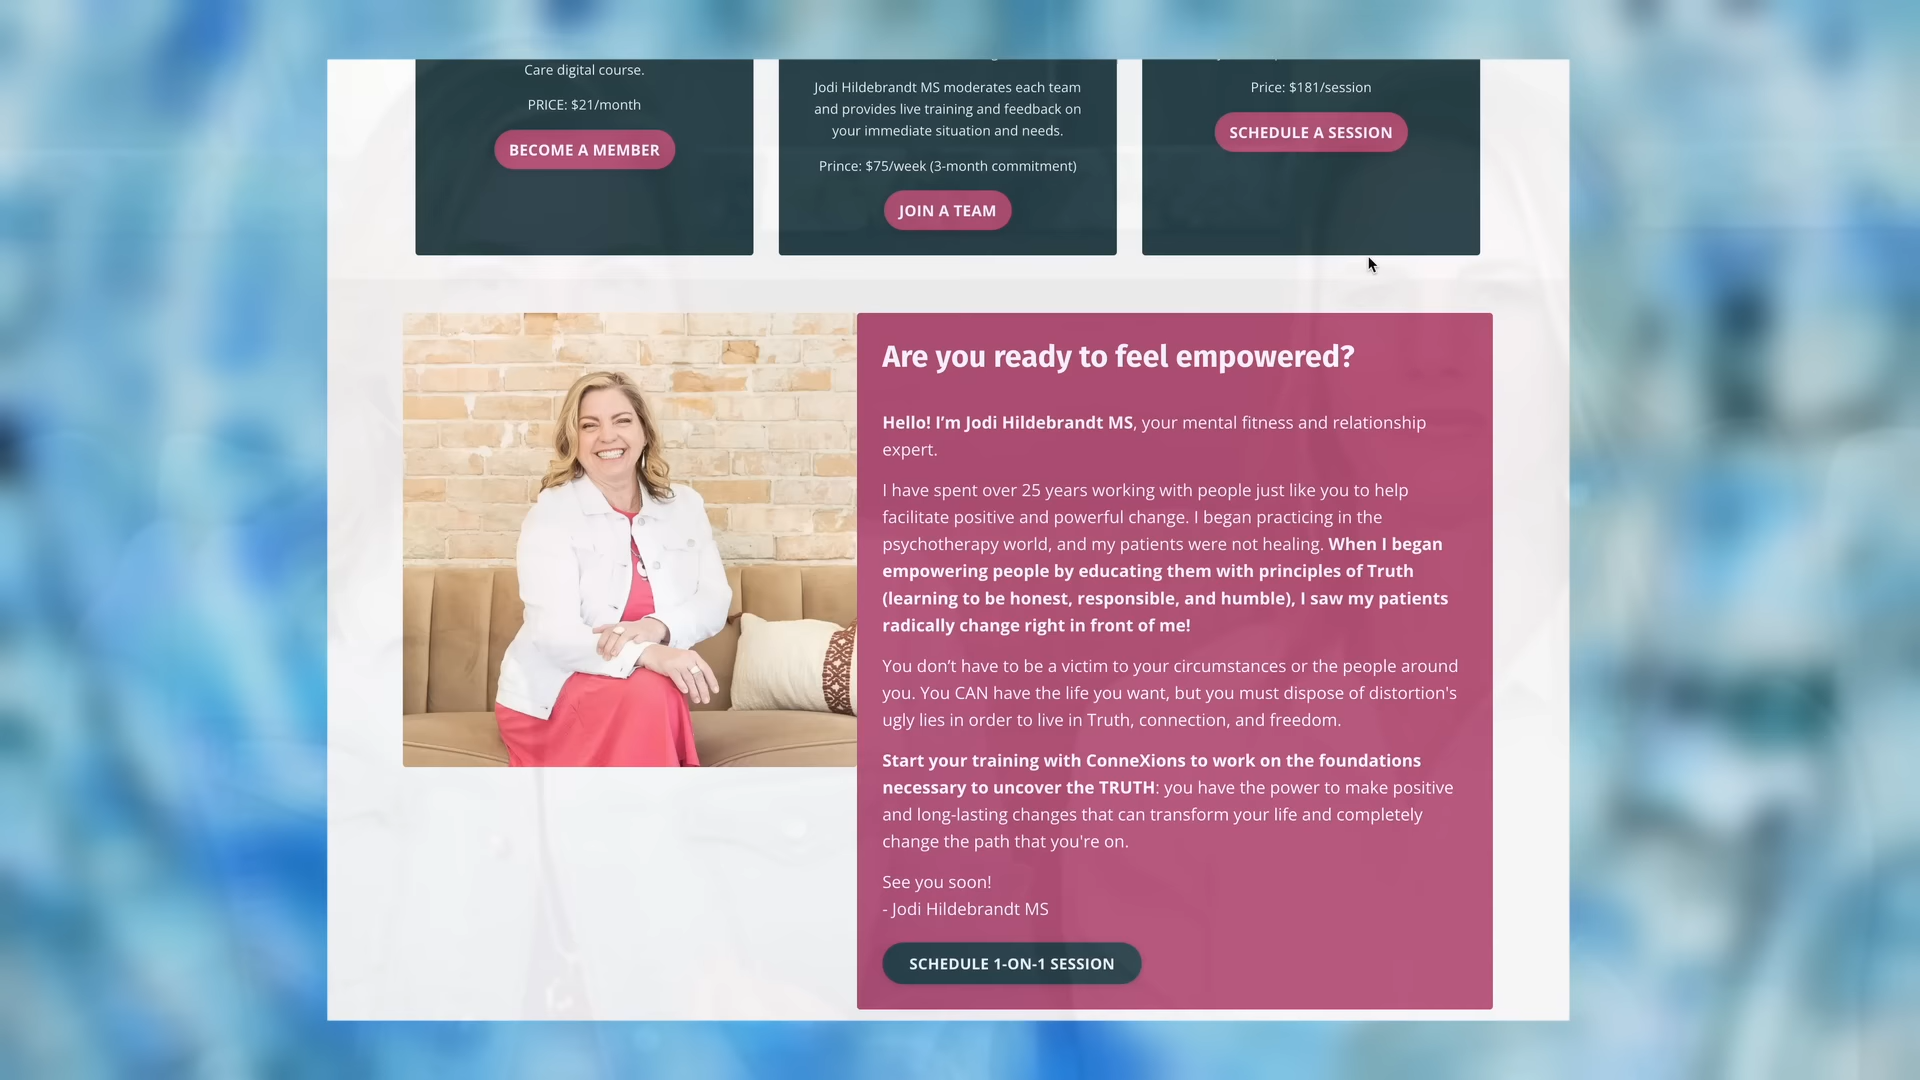 Care digital course.
PRICE: $21/month
BECOME A MEMBER
Jodi Hildebrandt MS moderates each team
and provides live training and feedback on
your immediate situation and needs.
Prince: $75/week (3-month commitment)
JOIN A TEAM
Price: $181/session
SCHEDULE A SESSION
Are you ready to feel empowered?
Hello! I’m Jodi Hildebrandt MS, your mental fitness and relationship
expert.
I have spent over 25 years working with people just like you to help
facilitate positive and powerful change. I began practicing in the
psychotherapy world, and my patients were not healing. When I began
empowering people by educating them with principles of Truth
(learning to be honest, responsible, and humble), I saw my patients
radically change right in front of me!
You don’t have to be a victim to your circumstances or the people around
you. You CAN have the life you want, but you must dispose of distortion's
ugly lies in order to live in Truth, connection, and freedom.
Start your training with ConneXions to work on the foundations
necessary to uncover the TRUTH: you have the power to make positive
and long-lasting changes that can transform your life and completely
change the path that you're on.
See you soon!
- Jodi Hildebrandt MS
SCHEDULE 1-ON-1 SESSION